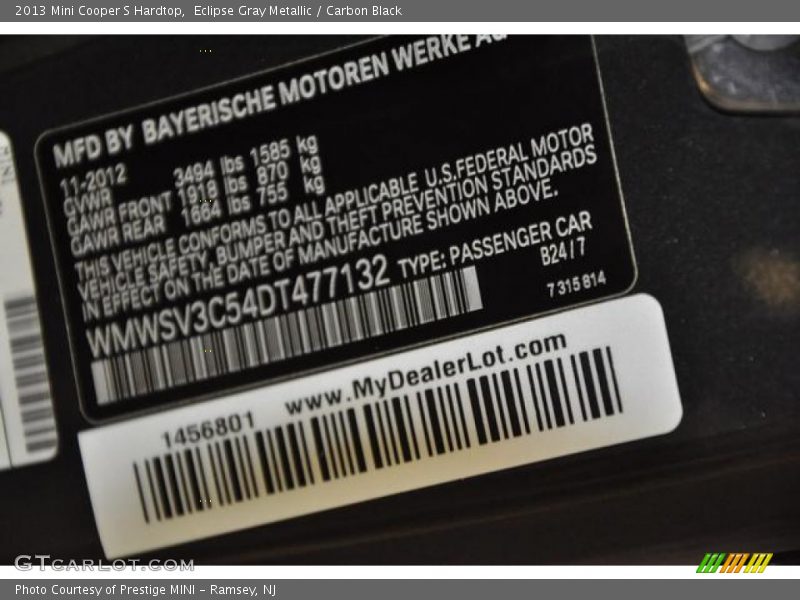 2013 Mini Cooper S Hardtop,  Eclipse Gray Metallic / Carbon Black
MFD BY BAYERISCHE MOTOREN WERKE AG
11-2012
GVWR 3494 lbs 1585 kg
GAWR FRONT 1918 lbs 870 kg
GAWR REAR 1664 lbs 755 kg
THIS VEHICLE CONFORMS TO ALL APPLICABLE U.S.FEDERAL MOTOR
VEHICLE SAFETY, BUMPER AND THEFT PREVENTION STANDARDS
IN EFFECT ON THE DATE OF MANUFACTURE SHOWN ABOVE.
WMWSV3C54DT477132 TYPE: PASSENGER CAR
B24/7
7315814
1456801 www.MyDealerLot.com
GTCARLOT.COM
Photo Courtesy of Prestige MINI - Ramsey, NJ